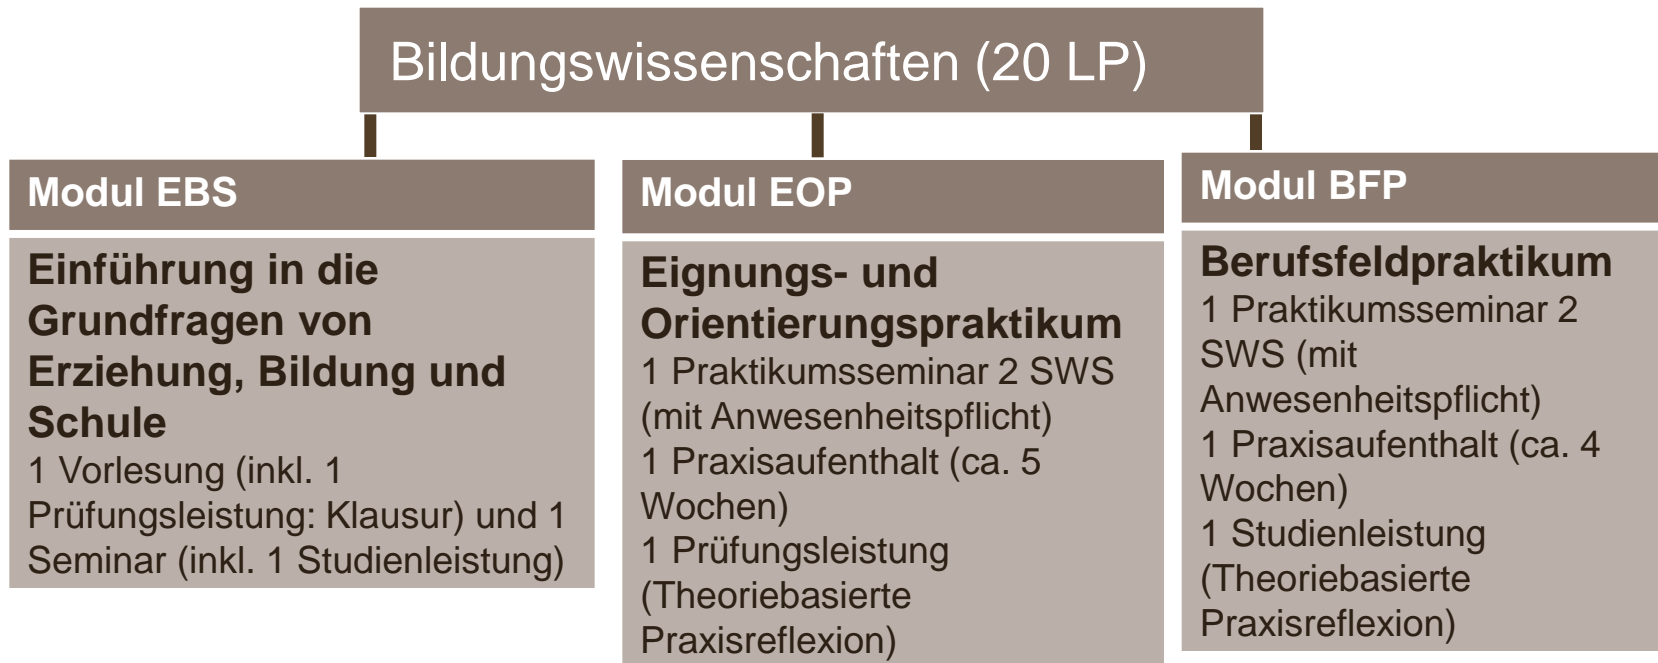 Bildungswissenschaften (20 LP)
Modul EBS
Einführung in die
Grundfragen von
Erziehung, Bildung und
Schule
1 Vorlesung (inkl. 1
Prüfungsleistung: Klausur) und 1
Seminar (inkl. 1 Studienleistung)
Modul EOP
Eignungs- und
Orientierungspraktikum
1 Praktikumsseminar 2 SWS
(mit Anwesenheitspflicht)
1 Praxisaufenthalt (ca. 5
Wochen)
1 Prüfungsleistung
(Theoriebasierte
Praxisreflexion)
Modul BFP
Berufsfeldpraktikum
1 Praktikumsseminar 2
SWS (mit
Anwesenheitspflicht)
1 Praxisaufenthalt (ca. 4
Wochen)
1 Studienleistung
(Theoriebasierte
Praxisreflexion)